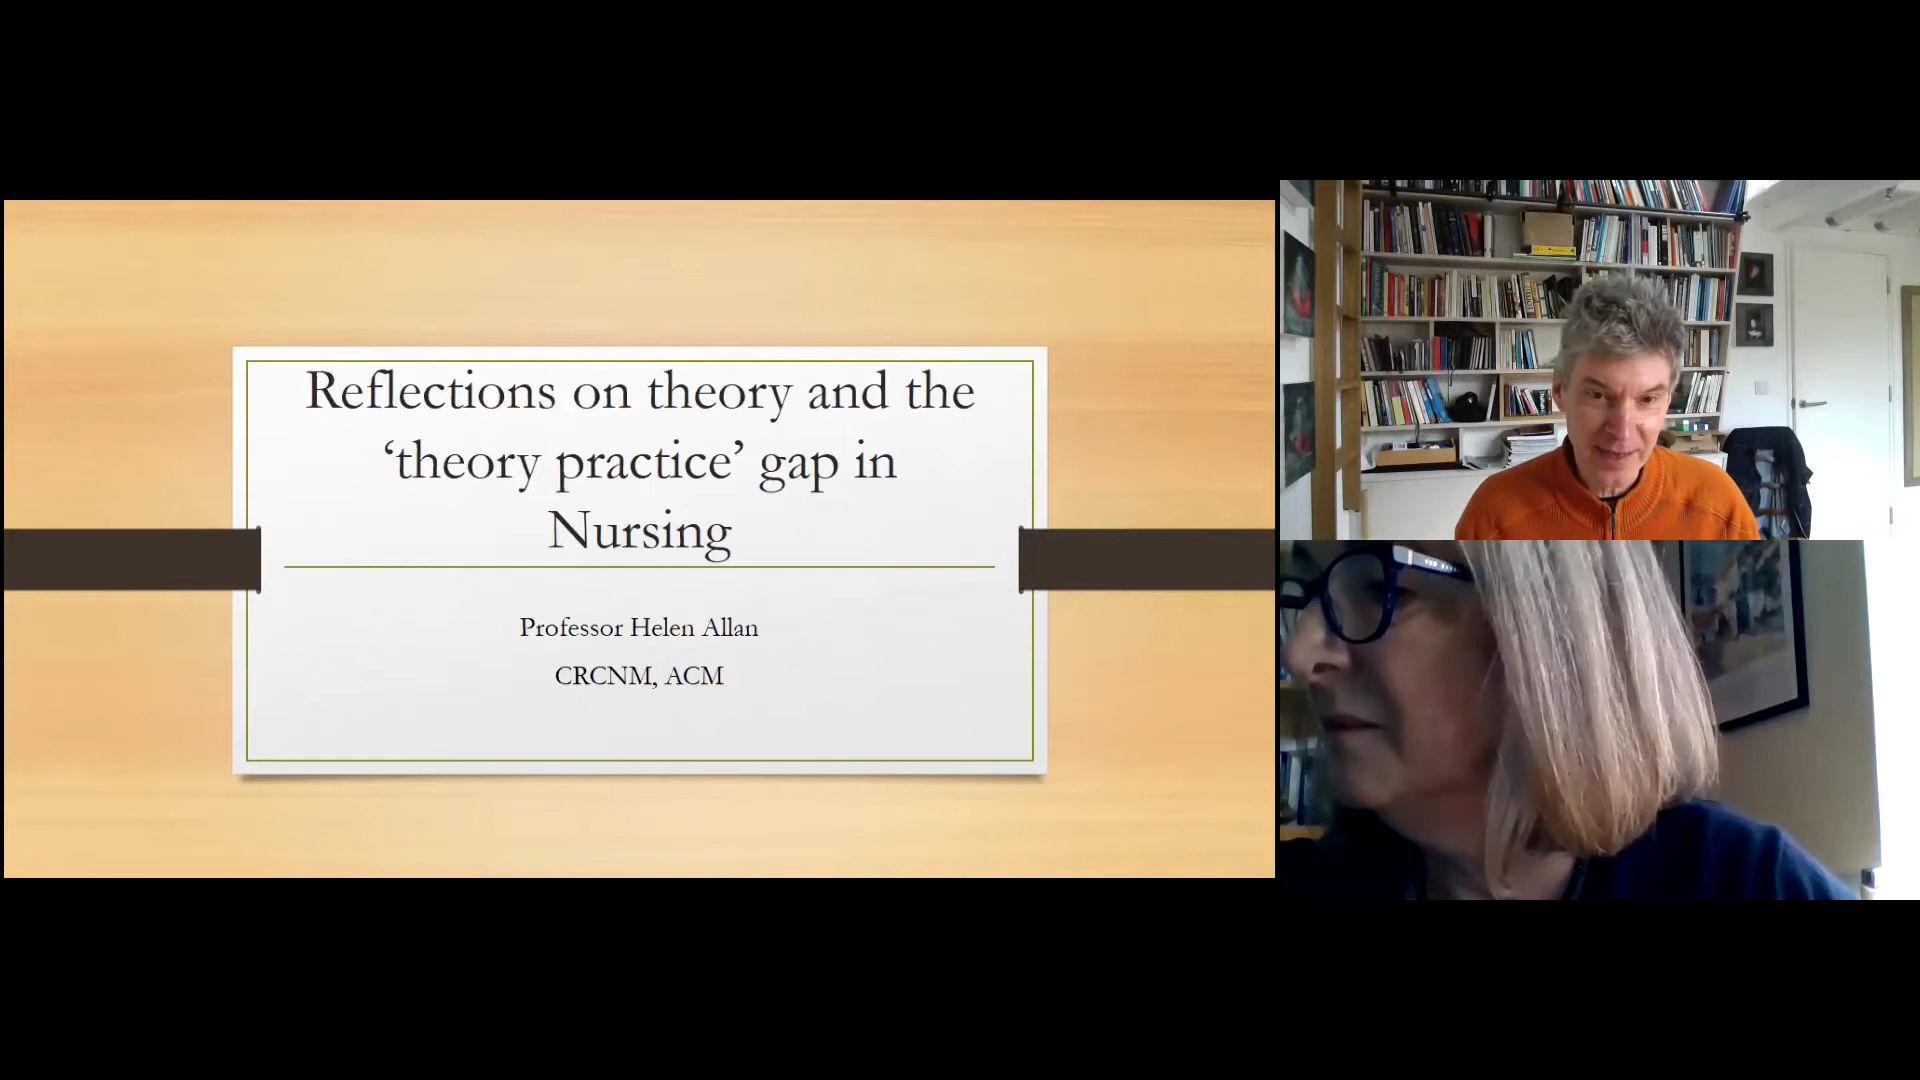 Reflections on theory and the
‘theory practice’ gap in
Nursing
Professor Helen Allan
CRCNM, ACM